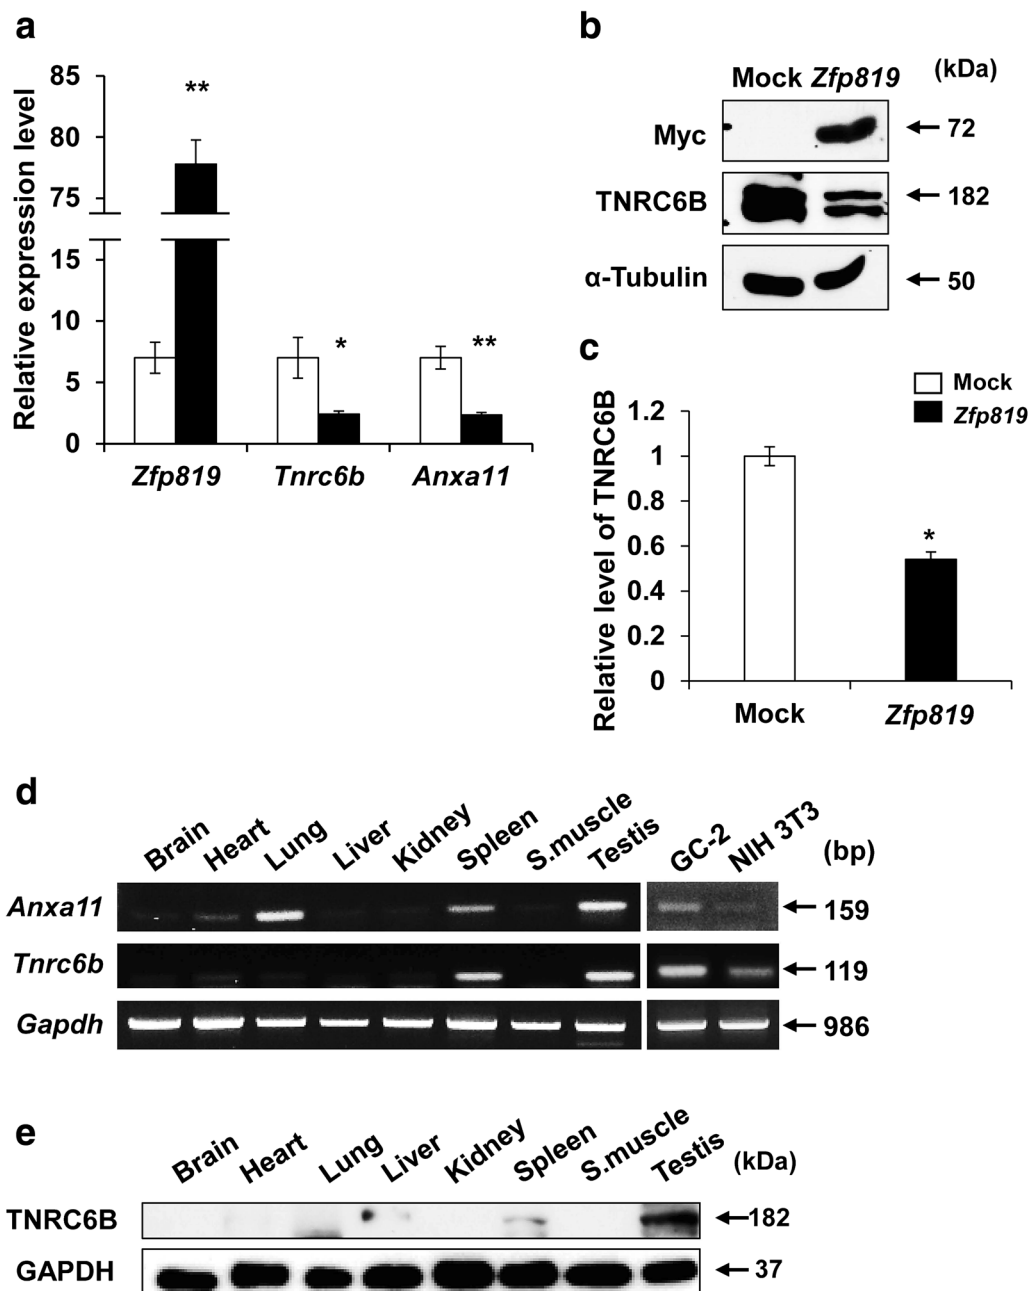 a
Relative expression level
85
80
75
15
10
5
0
**
*
**
Zfp819 Tnrc6b Anxa11
b
Mock Zfp819 (kDa)
Myc 72
TNRC6B 182
α-Tubulin 50
c
Mock
Zfp819
Relative level of TNRC6B
1.2
1
0.8
0.6
0.4
0.2
0
*
Mock Zfp819
d
Brain Heart Lung Liver Kidney Spleen S.muscle Testis GC-2 NIH 3T3 (bp)
Anxa11 159
Tnrc6b 119
Gapdh 986
e
Brain Heart Lung Liver Kidney Spleen S.muscle Testis (kDa)
TNRC6B 182
GAPDH 37